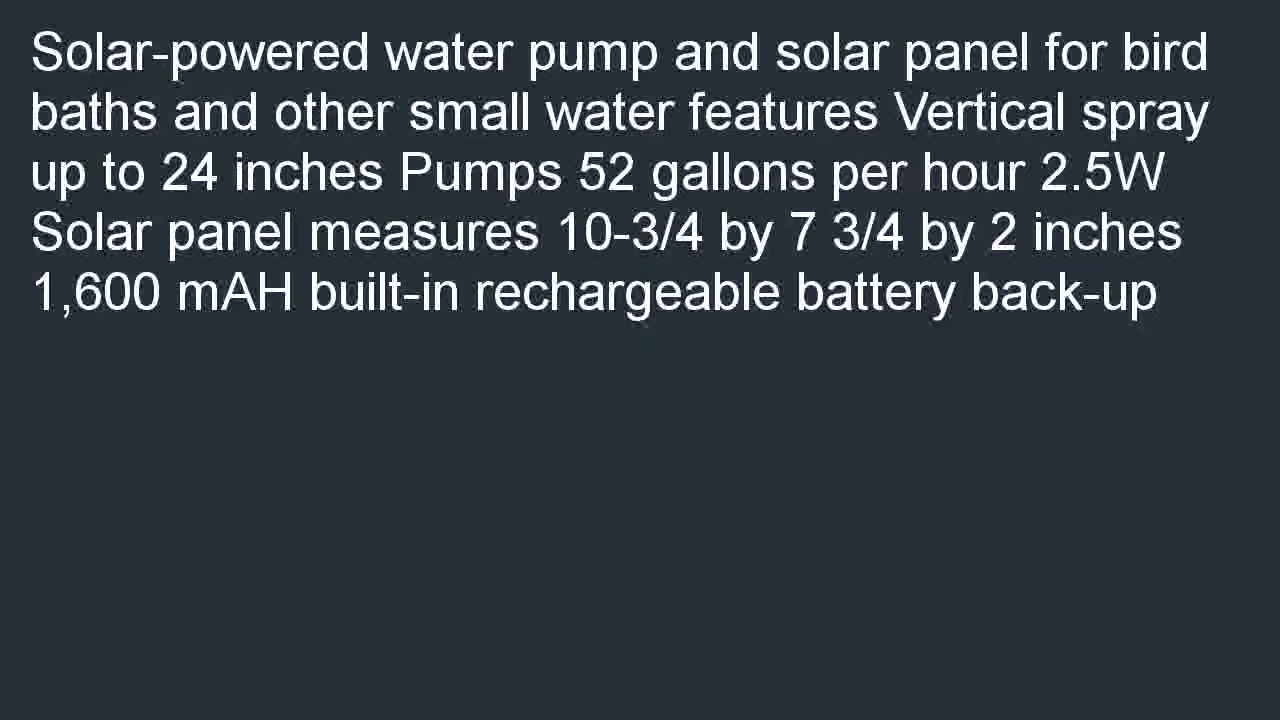 Solar-powered water pump and solar panel for bird
baths and other small water features Vertical spray
up to 24 inches Pumps 52 gallons per hour 2.5W
Solar panel measures 10-3/4 by 7 3/4 by 2 inches
1,600 mAH built-in rechargeable battery back-up